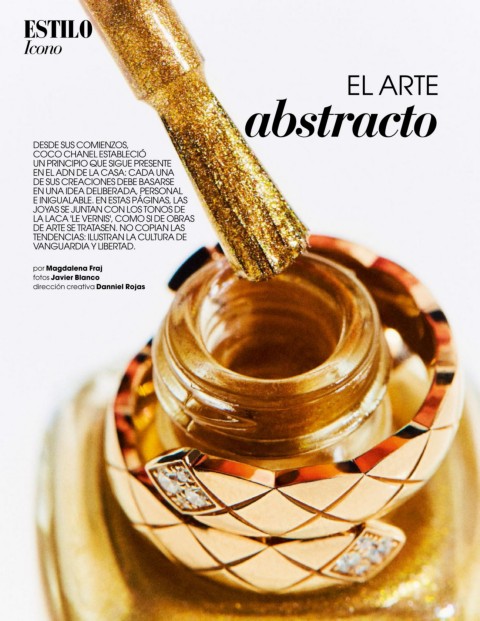 ESTILO
Icono
EL ARTE
abstracto
DESDE SUS COMIENZOS,
COCO CHANEL ESTABLECIÓ
UN PRINCIPIO QUE SIGUE PRESENTE
EN EL ADN DE LA CASA: CADA UNA
DE SUS CREACIONES DEBE BASARSE
EN UNA IDEA DELIBERADA, PERSONAL
E INIGUALABLE. EN ESTAS PÁGINAS, LAS
JOYAS SE JUNTAN CON LOS TONOS DE
LA LACA 'LE VERNIS', COMO SI DE OBRAS
DE ARTE SE TRATASEN. NO COPIAN LAS
TENDENCIAS: ILUSTRAN LA CULTURA DE
VANGUARDIA Y LIBERTAD.
por Magdalena Fraj
fotos Javier Blanco
dirección creativa Danniel Rojas